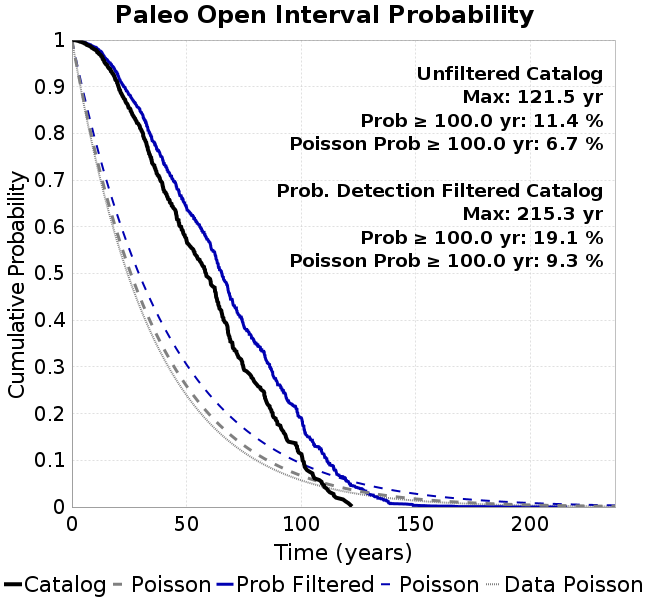 Paleo Open Interval Probability
Unfiltered Catalog
Max: 121.5 yr
Prob ≥ 100.0 yr: 11.4 %
Poisson Prob ≥ 100.0 yr: 6.7 %
Prob. Detection Filtered Catalog
Max: 215.3 yr
Prob ≥ 100.0 yr: 19.1 %
Poisson Prob ≥ 100.0 yr: 9.3 %
Cumulative Probability
1
0.9
0.8
0.7
0.6
0.5
0.4
0.3
0.2
0.1
0
0 50 100 150 200
Time (years)
Catalog Poisson Prob Filtered Poisson Data Poisson